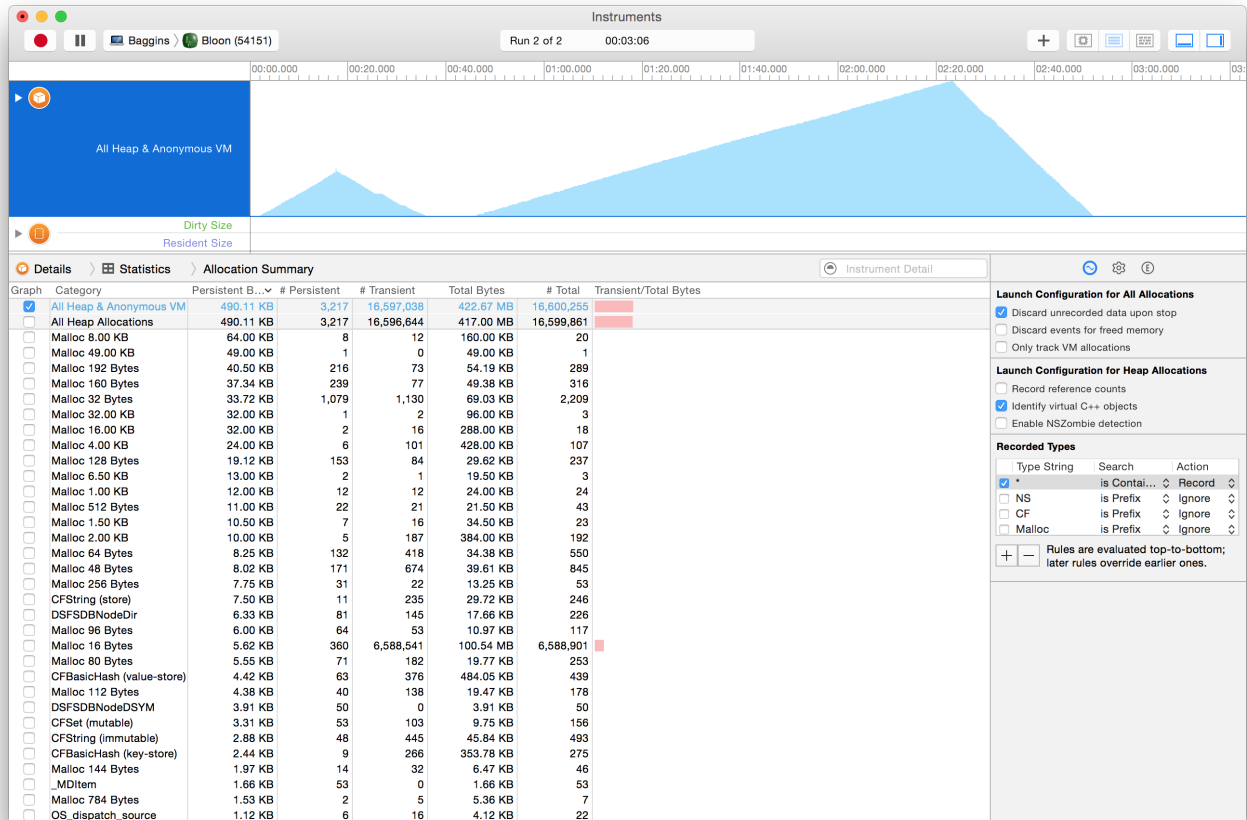 Instruments
Baggins Bloon (54151) Run 2 of 2 00:03:06
00:00.000 00:20.000 00:40.000 01:00.000 01:20.000 01:40.000 02:00.000 02:20.000 02:40.000 03:00.000 03:
All Heap & Anonymous VM
Dirty Size
Resident Size
Details Statistics Allocation Summary Instrument Detail E
Graph Category Persistent B... # Persistent # Transient Total Bytes # Total Transient/Total Bytes
All Heap & Anonymous VM 490.11 KB 3,217 16,597,038 422.67 MB 16,600,255
All Heap Allocations 490.11 KB 3,217 16,596,644 417.00 MB 16,599,861
Malloc 8.00 KB 64.00 KB 8 12 160.00 KB 20
Malloc 49.00 KB 49.00 KB 1 0 49.00 KB 1
Malloc 192 Bytes 40.50 KB 216 73 54.19 KB 289
Malloc 160 Bytes 37.34 KB 239 77 49.38 KB 316
Malloc 32 Bytes 33.72 KB 1,079 1,130 69.03 KB 2,209
Malloc 32.00 KB 32.00 KB 1 2 96.00 KB 3
Malloc 16.00 KB 32.00 KB 2 16 288.00 KB 18
Malloc 4.00 KB 24.00 KB 6 101 428.00 KB 107
Malloc 128 Bytes 19.12 KB 153 84 29.62 KB 237
Malloc 6.50 KB 13.00 KB 2 1 19.50 KB 3
Malloc 1.00 KB 12.00 KB 12 12 24.00 KB 24
Malloc 512 Bytes 11.00 KB 22 21 21.50 KB 43
Malloc 1.50 KB 10.50 KB 7 16 34.50 KB 23
Malloc 2.00 KB 10.00 KB 5 187 384.00 KB 192
Malloc 64 Bytes 8.25 KB 132 418 34.38 KB 550
Malloc 48 Bytes 8.02 KB 171 674 39.61 KB 845
Malloc 256 Bytes 7.75 KB 31 22 13.25 KB 53
CFString (store) 7.50 KB 11 235 29.72 KB 246
DSFSDBNodeDir 6.33 KB 81 145 17.66 KB 226
Malloc 96 Bytes 6.00 KB 64 53 10.97 KB 117
Malloc 16 Bytes 5.62 KB 360 6,588,541 100.54 MB 6,588,901
Malloc 80 Bytes 5.55 KB 71 182 19.77 KB 253
CFBasicHash (value-store) 4.42 KB 63 376 484.05 KB 439
Malloc 112 Bytes 4.38 KB 40 138 19.47 KB 178
DSFSDBNodeDSYM 3.91 KB 50 0 3.91 KB 50
CFSet (mutable) 3.31 KB 53 103 9.75 KB 156
CFString (immutable) 2.88 KB 48 445 45.84 KB 493
CFBasicHash (key-store) 2.44 KB 9 266 353.78 KB 275
Malloc 144 Bytes 1.97 KB 14 32 6.47 KB 46
_MDItem 1.66 KB 53 0 1.66 KB 53
Malloc 784 Bytes 1.53 KB 2 5 5.36 KB 7
OS_dispatch_source 1.12 KB 6 16 4.12 KB 22
Launch Configuration for All Allocations
Discard unrecorded data upon stop
Discard events for freed memory
Only track VM allocations
Launch Configuration for Heap Allocations
Record reference counts
Identify virtual C++ objects
Enable NSZombie detection
Recorded Types
Type String Search Action
* is Contai... Record
NS is Prefix Ignore
CF is Prefix Ignore
Malloc is Prefix Ignore
+ − Rules are evaluated top-to-bottom;
later rules override earlier ones.